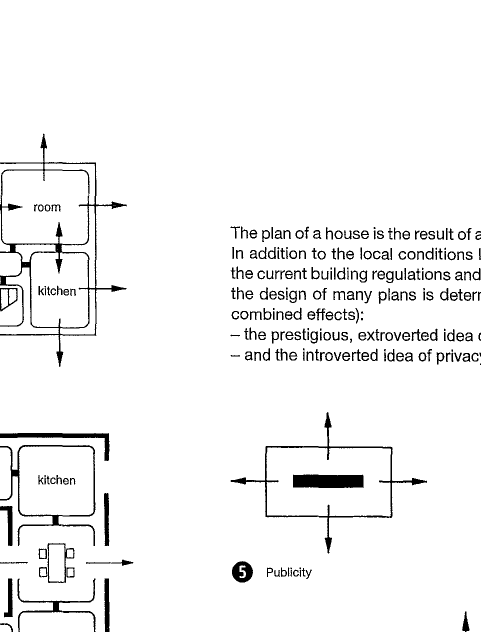 room
kitchen
The plan of a house is the result of a
In addition to the local conditions
the current building regulations and
the design of many plans is deter
combined effects):
– the prestigious, extroverted idea
– and the introverted idea of privacy
kitchen
5 Publicity